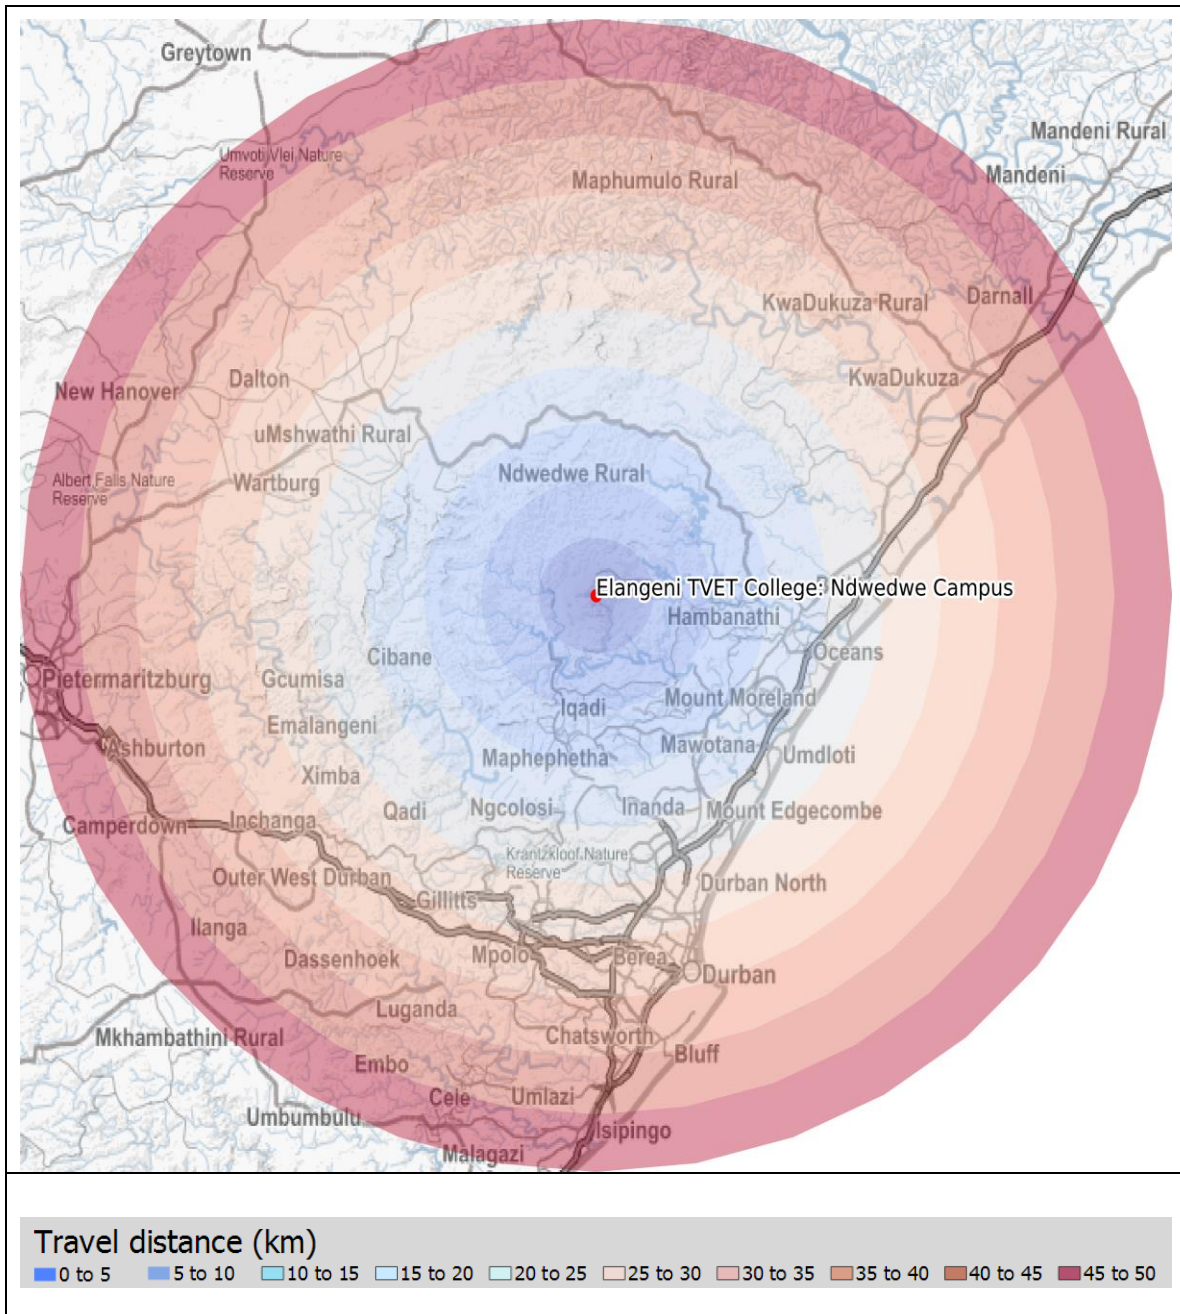 Greytown
Mandeni Rural
Umvoti Vlei Nature
Reserve
Mandeni
Maphumulo Rural
KwaDukuza Rural
Darnall
New Hanover
Dalton
KwaDukuza
uMshwathi Rural
Albert Falls Nature
Reserve
Wartburg
Ndwedwe Rural
Elangeni TVET College: Ndwedwe Campus
Hambanathi
Oceans
Cibane
Pietermaritzburg
Gcumisa
Iqadi
Mount Moreland
Emalangeni
Ashburton
Maphephetha
Mawotana
Umdloti
Ximba
Camperdown
Inchanga
Qadi
Ngcolosi
Inanda
Mount Edgecombe
Krantzkloof Nature
Reserve
Outer West Durban
Gillitts
Durban North
Ilanga
Dassenhoek
Mpolo
Berea
Durban
Luganda
Mkhambathini Rural
Chatsworth
Bluff
Embo
Cele
Umlazi
Umbumbulu
Isipingo
Malagazi
Travel distance (km)
0 to 5 5 to 10 10 to 15 15 to 20 20 to 25 25 to 30 30 to 35 35 to 40 40 to 45 45 to 50